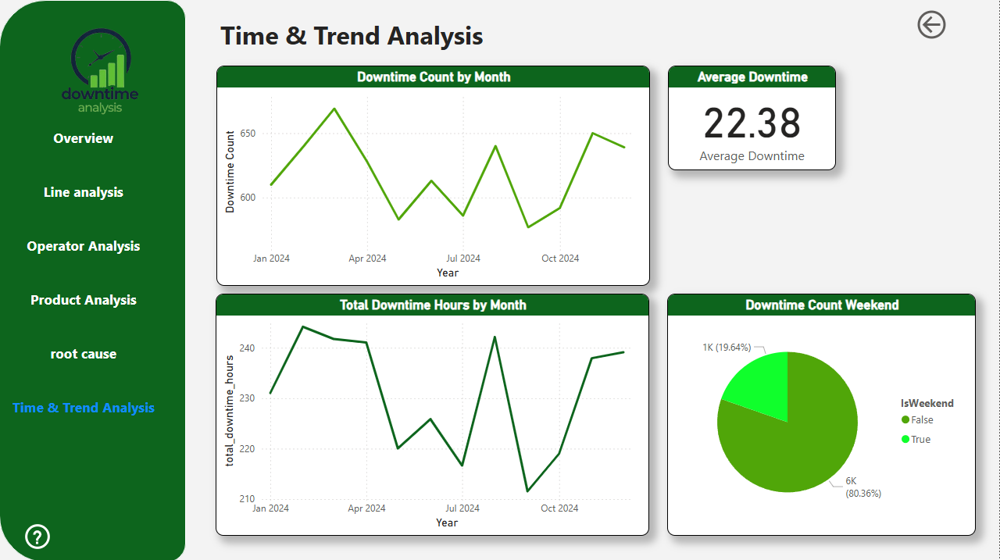 downtime
analysis
Overview
Line analysis
Operator Analysis
Product Analysis
root cause
Time & Trend Analysis
?
Time & Trend Analysis
Downtime Count by Month
Downtime Count
650
600
Jan 2024
Apr 2024
Jul 2024
Oct 2024
Year
Average Downtime
22.38
Average Downtime
Total Downtime Hours by Month
total_downtime_hours
240
230
220
210
Jan 2024
Apr 2024
Jul 2024
Oct 2024
Year
Downtime Count Weekend
1K (19.64%)
6K
(80.36%)
IsWeekend
False
True